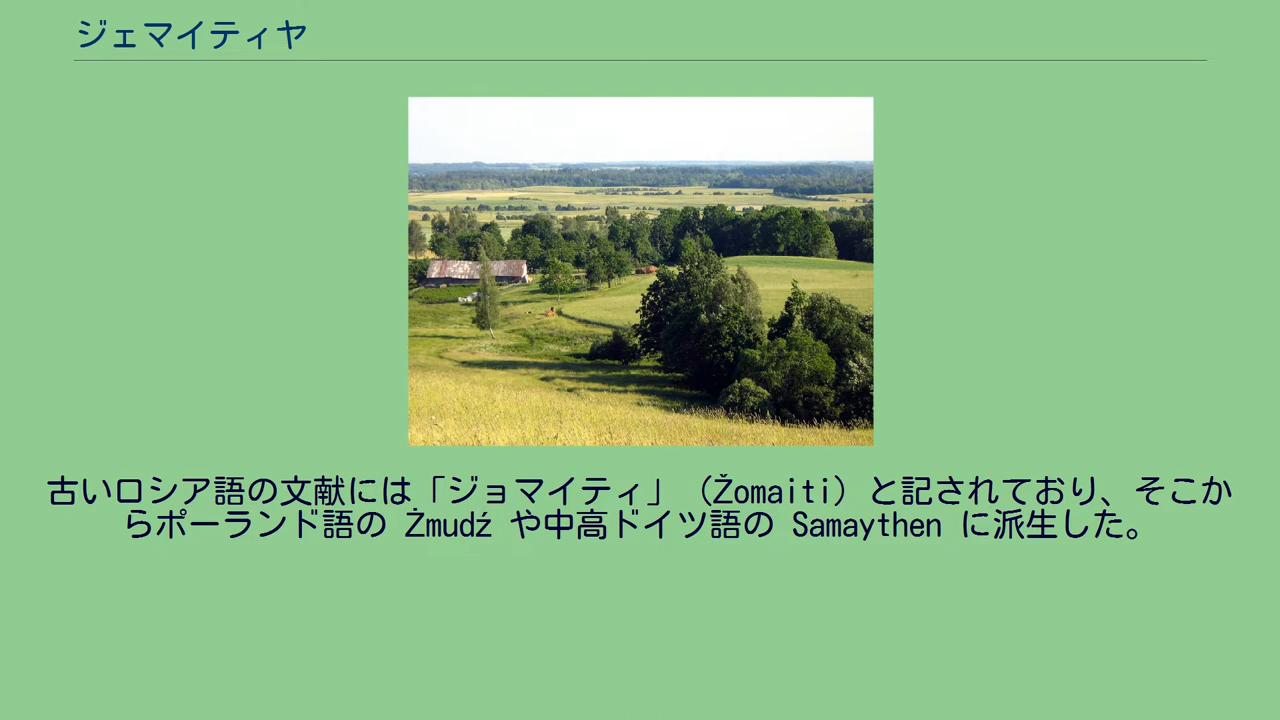 ジェマイティヤ
古いロシア語の文献には「ジョマイティ」（Žomaiti）と記されており、そこか
らポーランド語の Żmudź や中高ドイツ語の Samaythen に派生した。